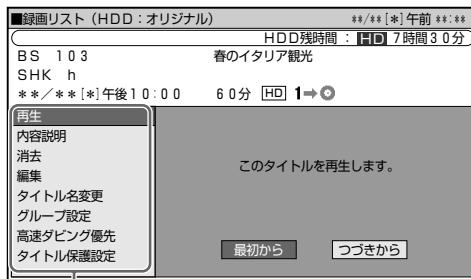 ■録画リスト（HDD：オリジナル） **/**[*]午前**:**
HDD残時間：HD 7時間30分
BS 103 春のイタリア観光
SHK h
**／**[*]午後10:00 60分 HD 1➡
再生
内容説明
消去
編集
タイトル名変更
グループ設定
高速ダビング優先
タイトル保護設定
このタイトルを再生します。
最初から つづきから